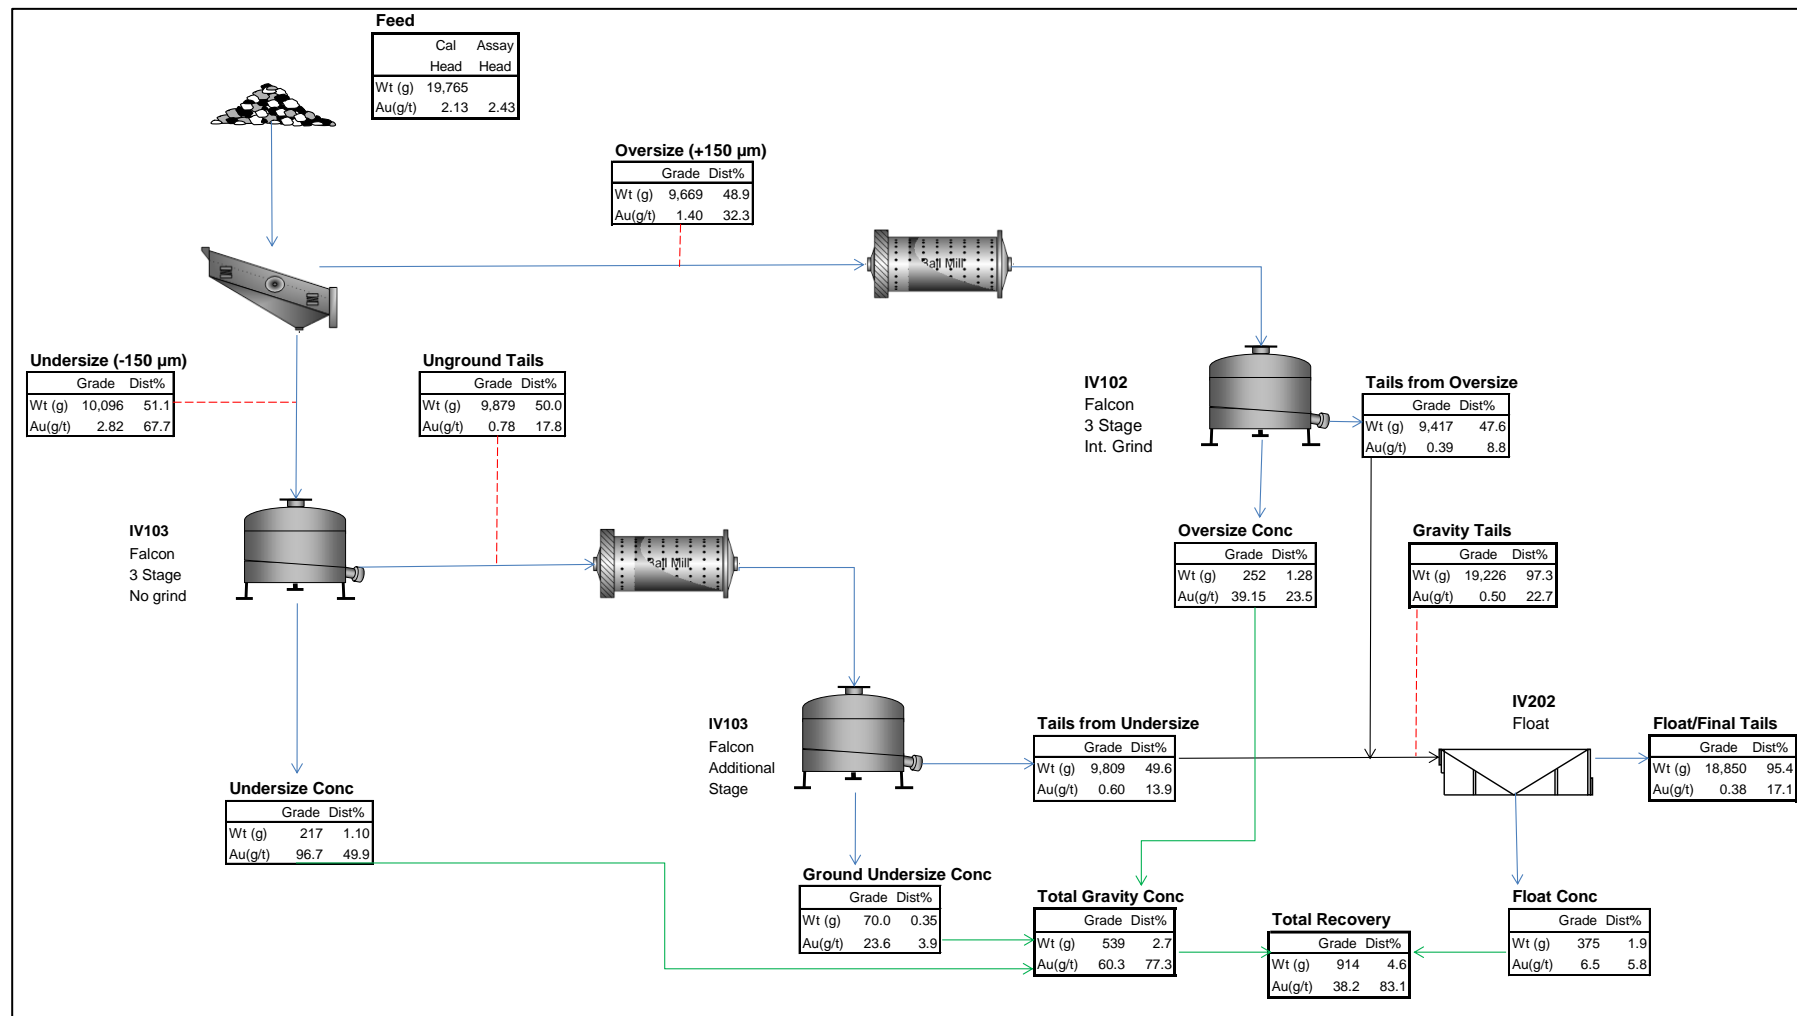 Feed
Cal Assay
Head Head
Wt (g) 19,765
Au(g/t) 2.13 2.43
Oversize (+150 µm)
Grade Dist%
Wt (g) 9,669 48.9
Au(g/t) 1.40 32.3
Ball Mill
Undersize (-150 µm)
Grade Dist%
Wt (g) 10,096 51.1
Au(g/t) 2.82 67.7
Unground Tails
Grade Dist%
Wt (g) 9,879 50.0
Au(g/t) 0.78 17.8
IV102
Falcon
3 Stage
Int. Grind
Tails from Oversize
Grade Dist%
Wt (g) 9,417 47.6
Au(g/t) 0.39 8.8
IV103
Falcon
3 Stage
No grind
Ball Mill
Oversize Conc
Grade Dist%
Wt (g) 252 1.28
Au(g/t) 39.15 23.5
Gravity Tails
Grade Dist%
Wt (g) 19,226 97.3
Au(g/t) 0.50 22.7
IV103
Falcon
Additional
Stage
Tails from Undersize
Grade Dist%
Wt (g) 9,809 49.6
Au(g/t) 0.60 13.9
IV202
Float
Float/Final Tails
Grade Dist%
Wt (g) 18,850 95.4
Au(g/t) 0.38 17.1
Undersize Conc
Grade Dist%
Wt (g) 217 1.10
Au(g/t) 96.7 49.9
Ground Undersize Conc
Grade Dist%
Wt (g) 70.0 0.35
Au(g/t) 23.6 3.9
Total Gravity Conc
Grade Dist%
Wt (g) 539 2.7
Au(g/t) 60.3 77.3
Total Recovery
Grade Dist%
Wt (g) 914 4.6
Au(g/t) 38.2 83.1
Float Conc
Grade Dist%
Wt (g) 375 1.9
Au(g/t) 6.5 5.8